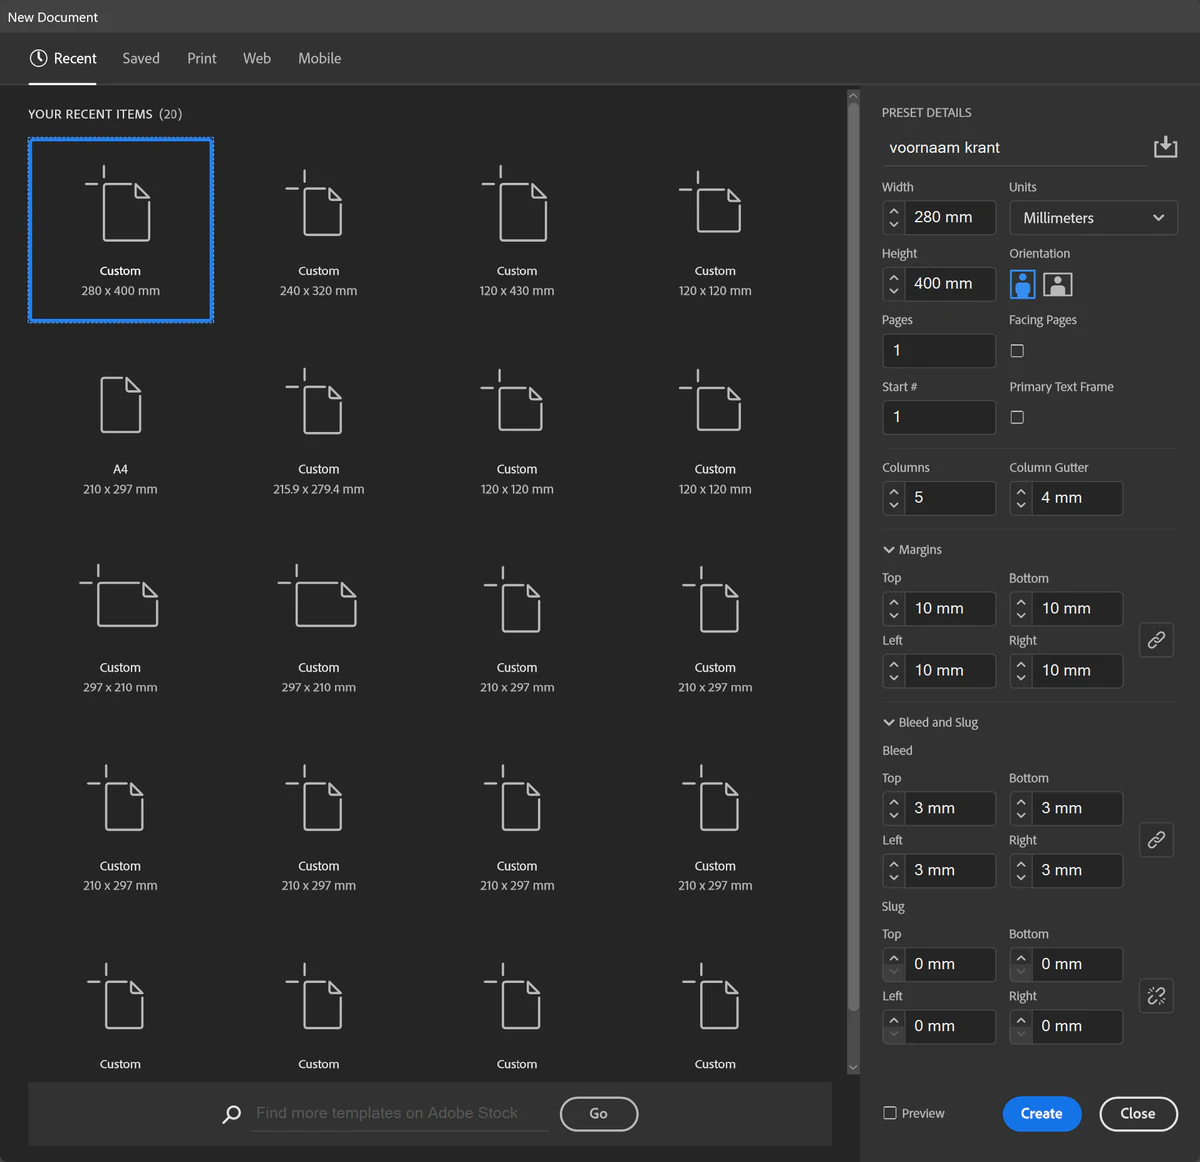 New Document
Recent Saved Print Web Mobile
YOUR RECENT ITEMS (20)
Custom Custom Custom Custom
280 x 400 mm 240 x 320 mm 120 x 430 mm 120 x 120 mm
A4 Custom Custom Custom
210 x 297 mm 215.9 x 279.4 mm 120 x 120 mm 120 x 120 mm
Custom Custom Custom Custom
297 x 210 mm 297 x 210 mm 210 x 297 mm 210 x 297 mm
Custom Custom Custom Custom
210 x 297 mm 210 x 297 mm 210 x 297 mm 210 x 297 mm
Custom Custom Custom Custom
Find more templates on Adobe Stock Go
PRESET DETAILS
voornaam krant
Width Units
280 mm Millimeters
Height Orientation
400 mm
Pages Facing Pages
1
Start # Primary Text Frame
1
Columns Column Gutter
5 4 mm
Margins
Top Bottom
10 mm 10 mm
Left Right
10 mm 10 mm
Bleed and Slug
Bleed
Top Bottom
3 mm 3 mm
Left Right
3 mm 3 mm
Slug
Top Bottom
0 mm 0 mm
Left Right
0 mm 0 mm
Preview Create Close